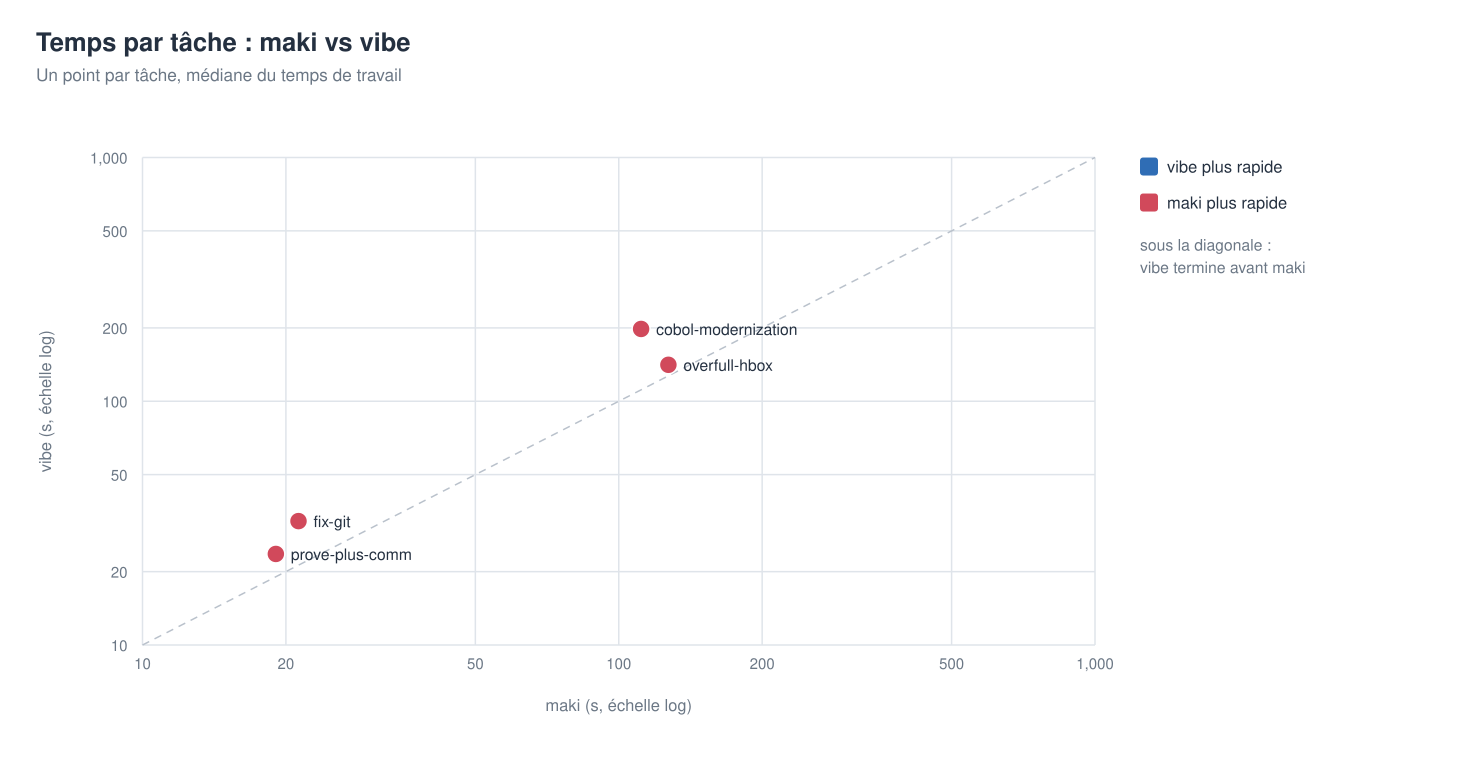 Temps par tâche : maki vs vibe
Un point par tâche, médiane du temps de travail
1,000
500
200
100
50
20
10
vibe (s, échelle log)
cobol-modernization
overfull-hbox
fix-git
prove-plus-comm
10
20
50
100
200
500
1,000
maki (s, échelle log)
vibe plus rapide
maki plus rapide
sous la diagonale :
vibe termine avant maki